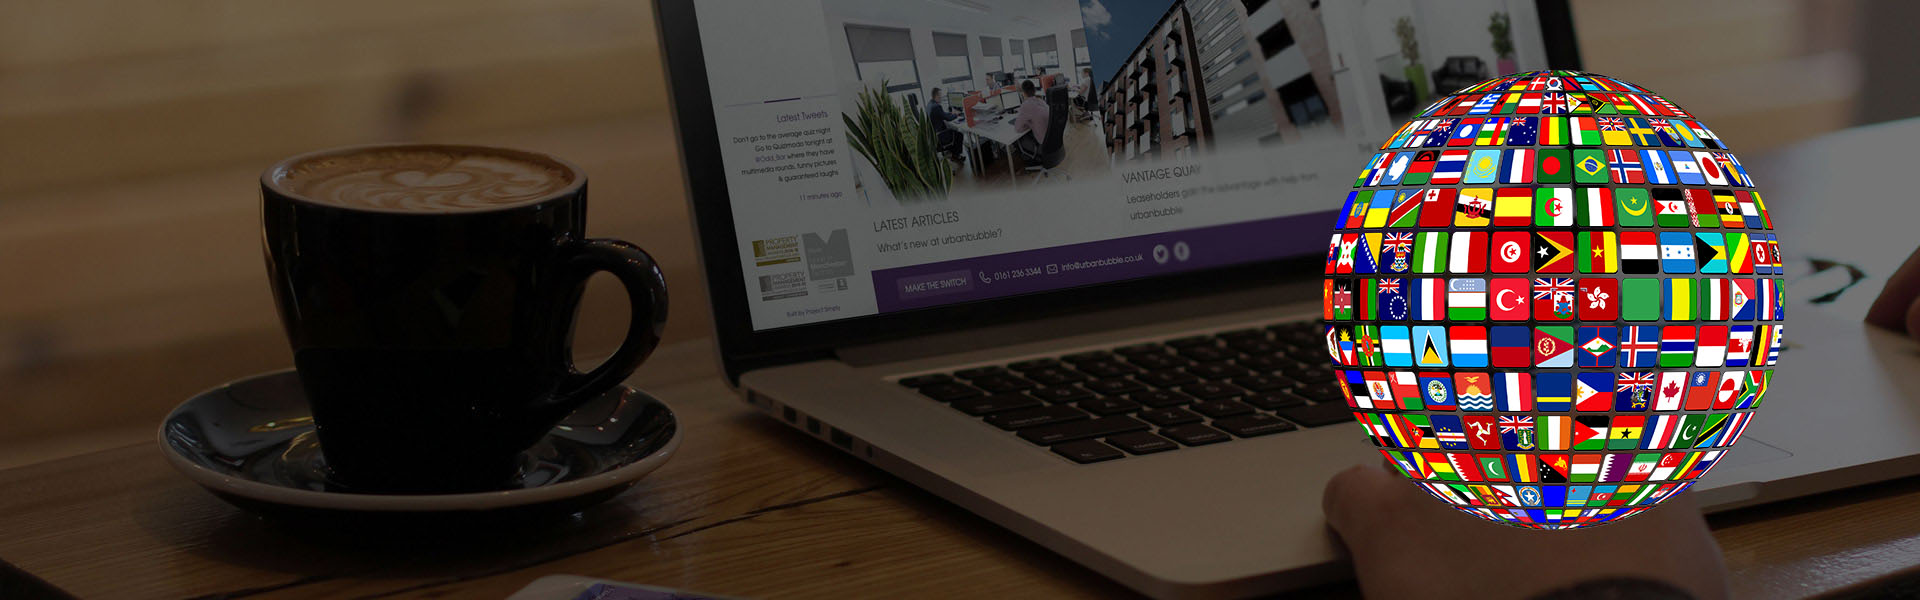 Latest Tweets
Don't go to the average quiz night
Go to Quizmodo tonight at
@Odd_Bar where they have
multimedia rounds, funny pictures
& guaranteed laughs
11 minutes ago
PROPERTY
PROPERTY
Built by Project Simply
LATEST ARTICLES
What's new at urbanbubble?
VANTAGE QUAY
Leaseholders gain the advantage with help from
urbanbubble
MAKE THE SWITCH
0161 236 3344
info@urbanbubble.co.uk